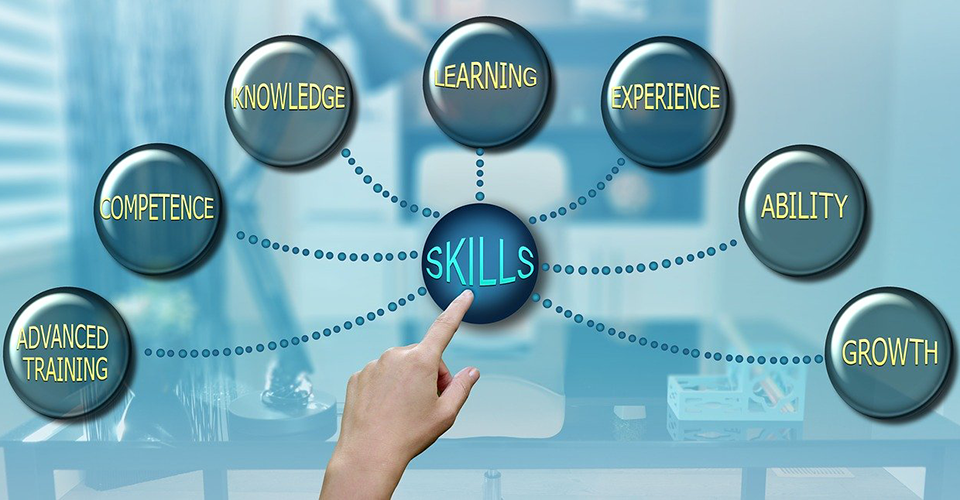 LEARNING
KNOWLEDGE
EXPERIENCE
COMPETENCE
ABILITY
SKILLS
ADVANCED
TRAINING
GROWTH